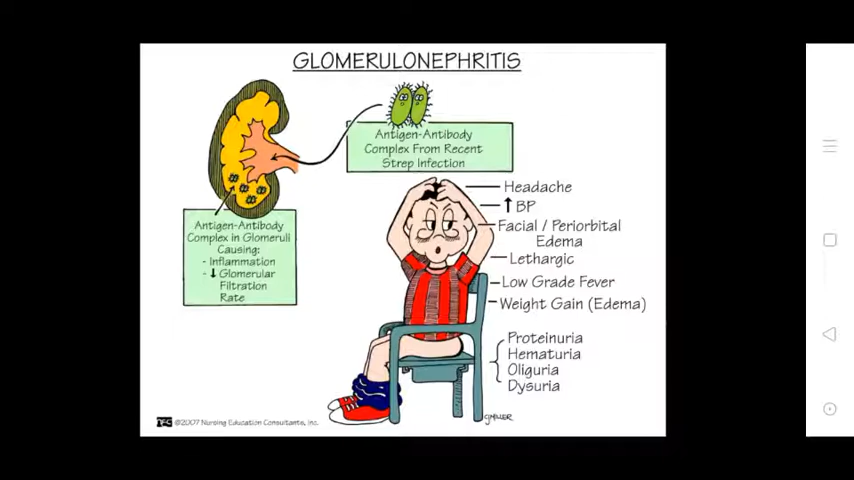 GLOMERULONEPHRITIS
Antigen-Antibody
Complex From Recent
Strep Infection
Antigen-Antibody
Complex in Glomeruli
Causing:
- Inflammation
- ↓ Glomerular
Filtration
Rate
Headache
↑ BP
Facial / Periorbital
Edema
Lethargic
Low Grade Fever
Weight Gain (Edema)
Proteinuria
Hematuria
Oliguria
Dysuria
NEC ©2007 Nursing Education Consultants, Inc.
CJMILLER